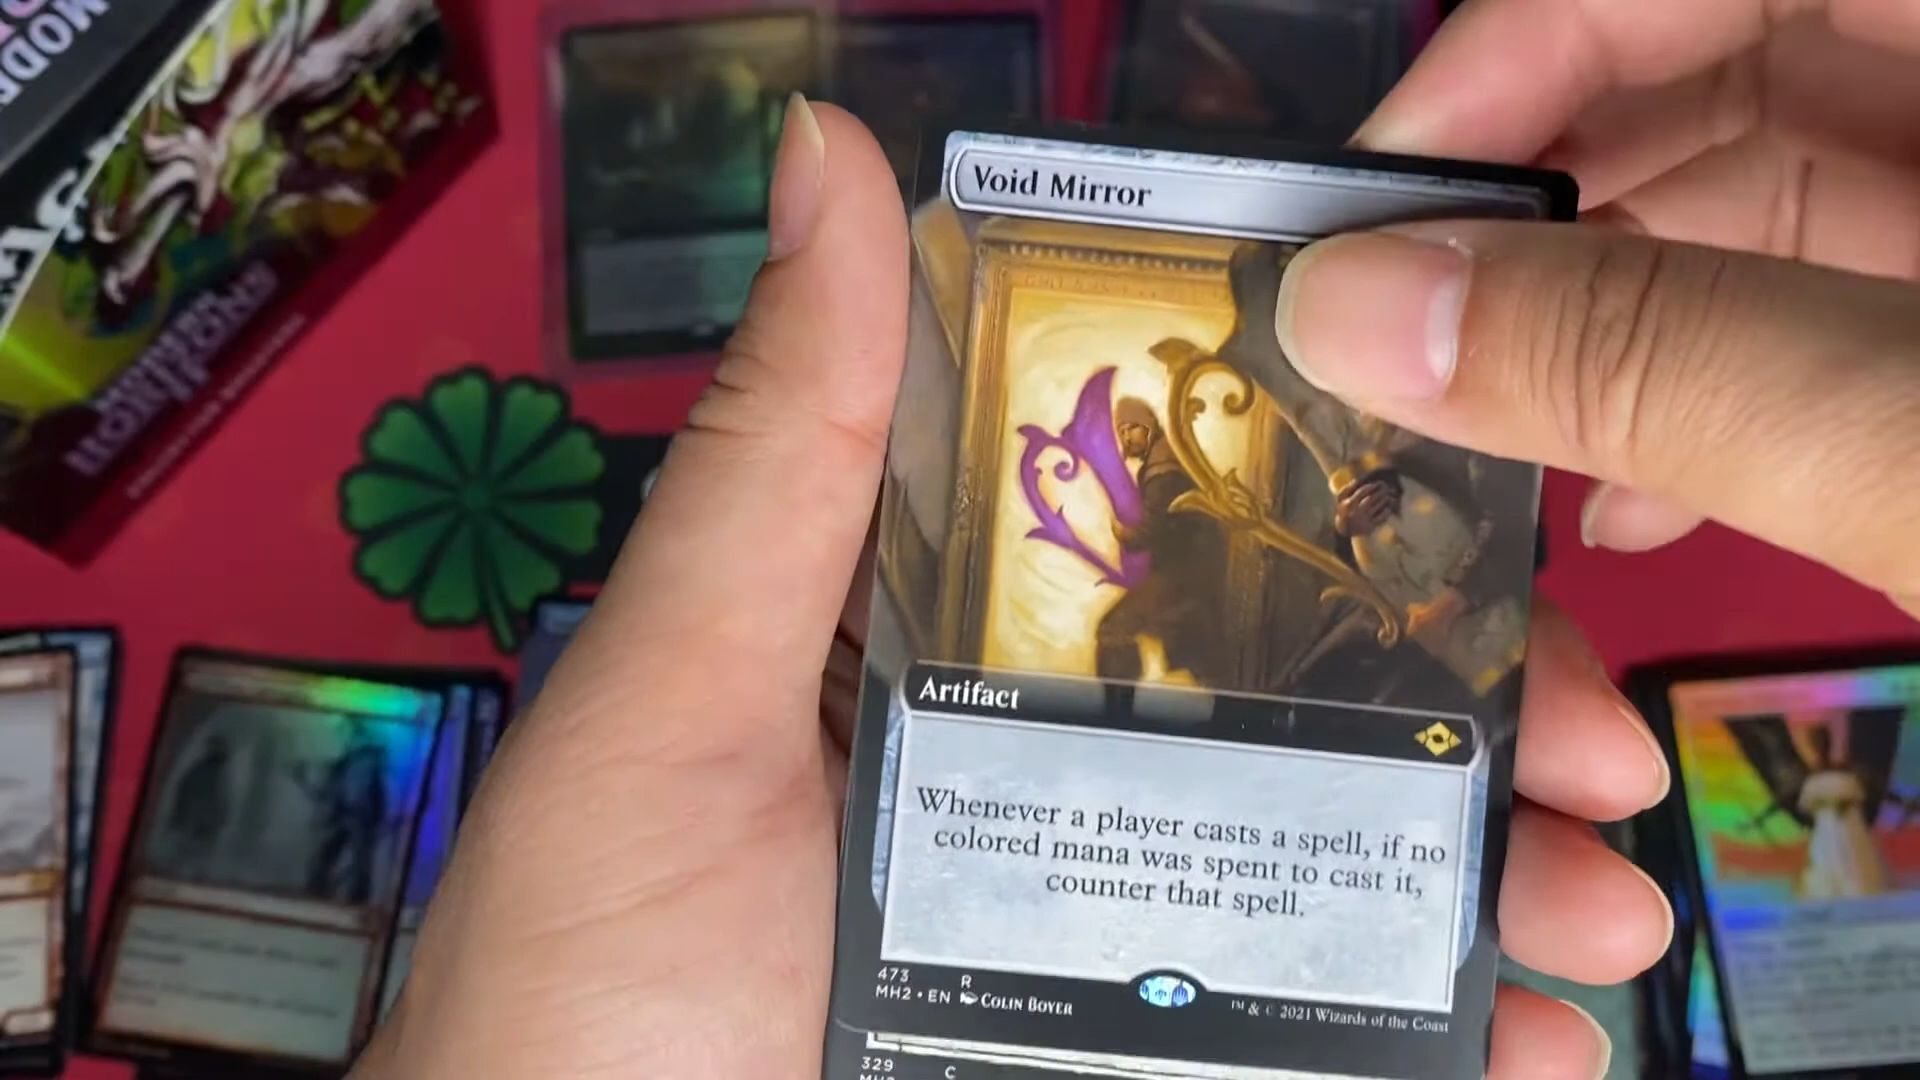 Void Mirror
Artifact
Whenever a player casts a spell, if no
colored mana was spent to cast it,
counter that spell.
473 R
MH2 • EN COLIN BOYER
™ & © 2021 Wizards of the Coast
329 C